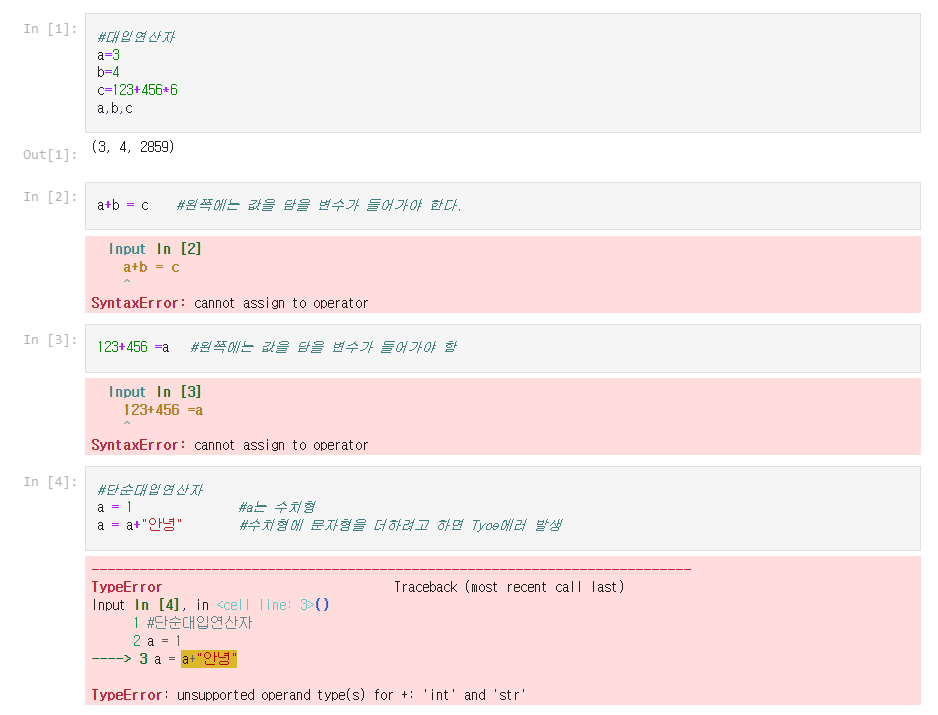 In [1]:
#대입연산자
a=3
b=4
c=123+456*6
a,b,c
Out[1]: (3, 4, 2859)
In [2]: a+b = c #왼쪽에는 값을 담을 변수가 들어가야 한다.
Input In [2]
a+b = c
^
SyntaxError: cannot assign to operator
In [3]: 123+456 =a #왼쪽에는 값을 담을 변수가 들어가야 함
Input In [3]
123+456 =a
^
SyntaxError: cannot assign to operator
In [4]:
#단순대입연산자
a = 1 #a는 수치형
a = a+"안녕" #수치형에 문자형을 더하려고 하면 Tyoe에러 발생
---------------------------------------------------------------------------
TypeError Traceback (most recent call last)
Input In [4], in <cell line: 3>()
1 #단순대입연산자
2 a = 1
----> 3 a = a+"안녕"
TypeError: unsupported operand type(s) for +: 'int' and 'str'